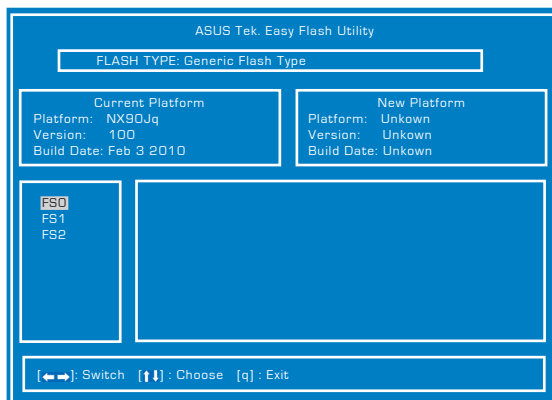 ASUS Tek. Easy Flash Utility
FLASH TYPE: Generic Flash Type
Current Platform
Platform: NX90Jq
Version: 100
Build Date: Feb 3 2010
New Platform
Platform: Unkown
Version: Unkown
Build Date: Unkown
FS0
FS1
FS2
[←→]: Switch [↑↓] : Choose [q] : Exit